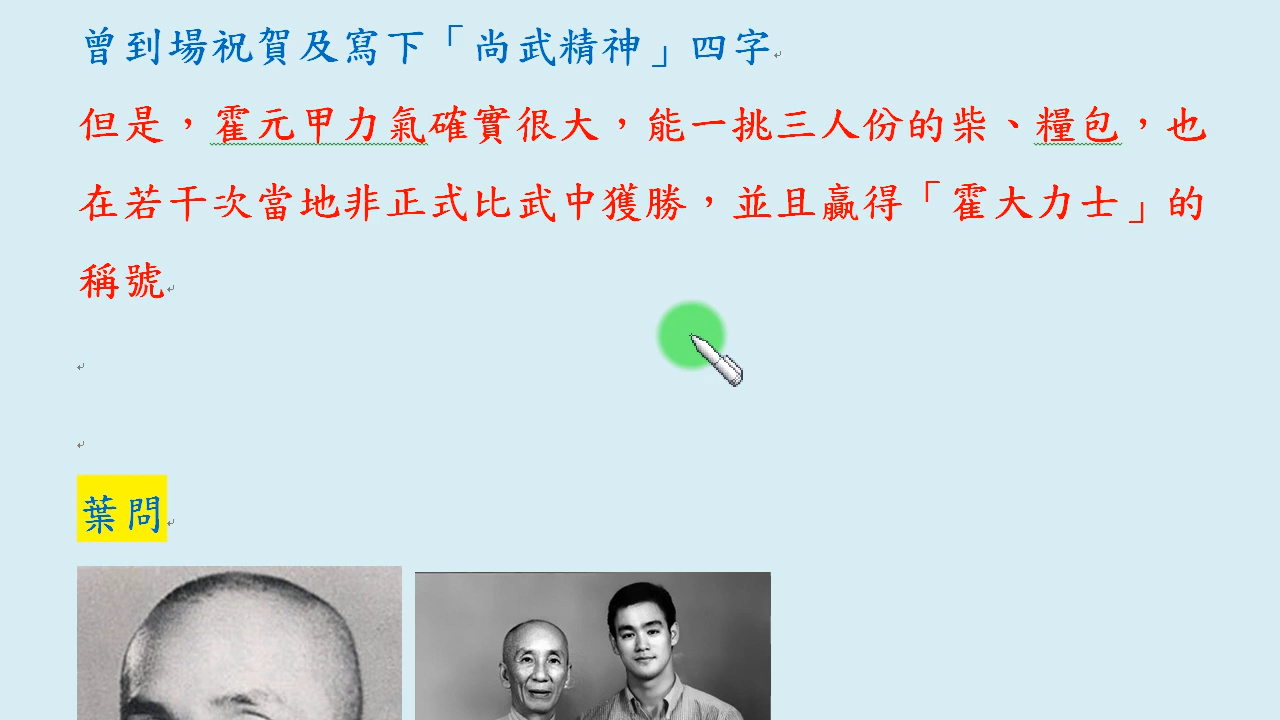 曾到場祝賀及寫下「尚武精神」四字
但是，霍元甲力氣確實很大，能一挑三人份的柴、糧包，也
在若干次當地非正式比武中獲勝，並且贏得「霍大力士」的
稱號
葉問